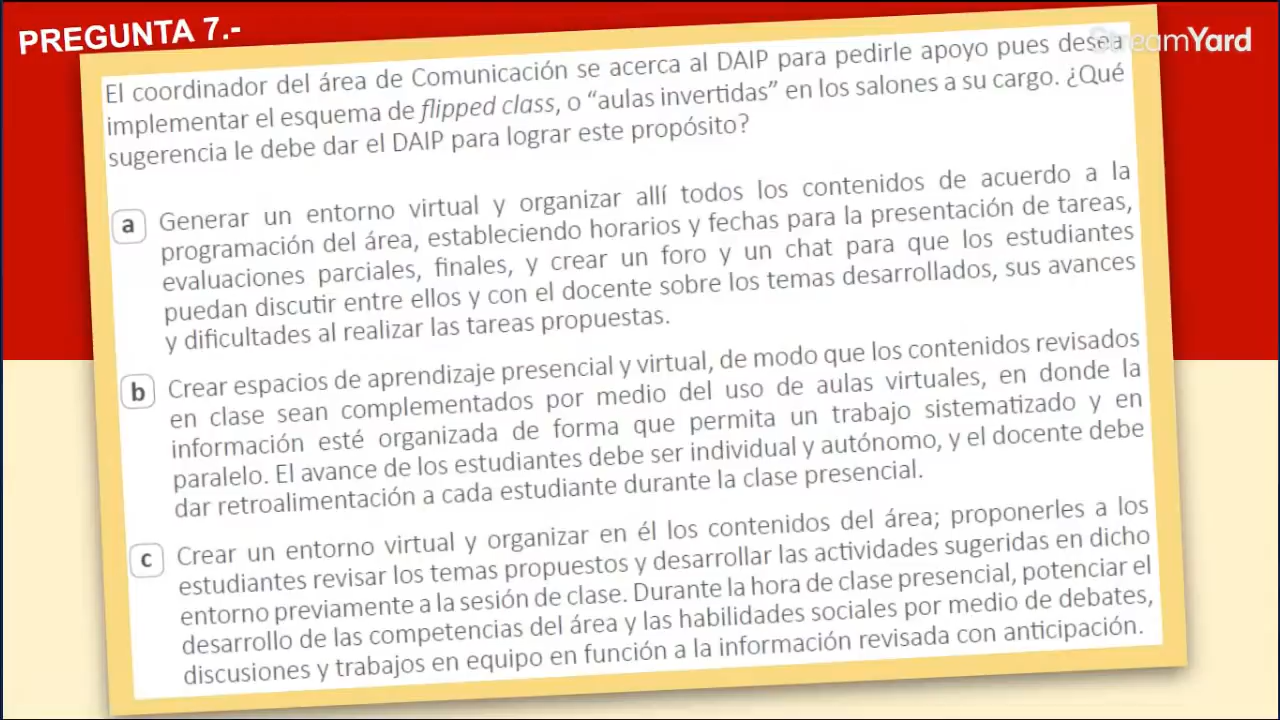 PREGUNTA 7.-
StreamYard
El coordinador del área de Comunicación se acerca al DAIP para pedirle apoyo pues desea
implementar el esquema de flipped class, o “aulas invertidas” en los salones a su cargo. ¿Qué
sugerencia le debe dar el DAIP para lograr este propósito?
a Generar un entorno virtual y organizar allí todos los contenidos de acuerdo a la
programación del área, estableciendo horarios y fechas para la presentación de tareas,
evaluaciones parciales, finales, y crear un foro y un chat para que los estudiantes
puedan discutir entre ellos y con el docente sobre los temas desarrollados, sus avances
y dificultades al realizar las tareas propuestas.
b Crear espacios de aprendizaje presencial y virtual, de modo que los contenidos revisados
en clase sean complementados por medio del uso de aulas virtuales, en donde la
información esté organizada de forma que permita un trabajo sistematizado y en
paralelo. El avance de los estudiantes debe ser individual y autónomo, y el docente debe
dar retroalimentación a cada estudiante durante la clase presencial.
c Crear un entorno virtual y organizar en él los contenidos del área; proponerles a los
estudiantes revisar los temas propuestos y desarrollar las actividades sugeridas en dicho
entorno previamente a la sesión de clase. Durante la hora de clase presencial, potenciar el
desarrollo de las competencias del área y las habilidades sociales por medio de debates,
discusiones y trabajos en equipo en función a la información revisada con anticipación.